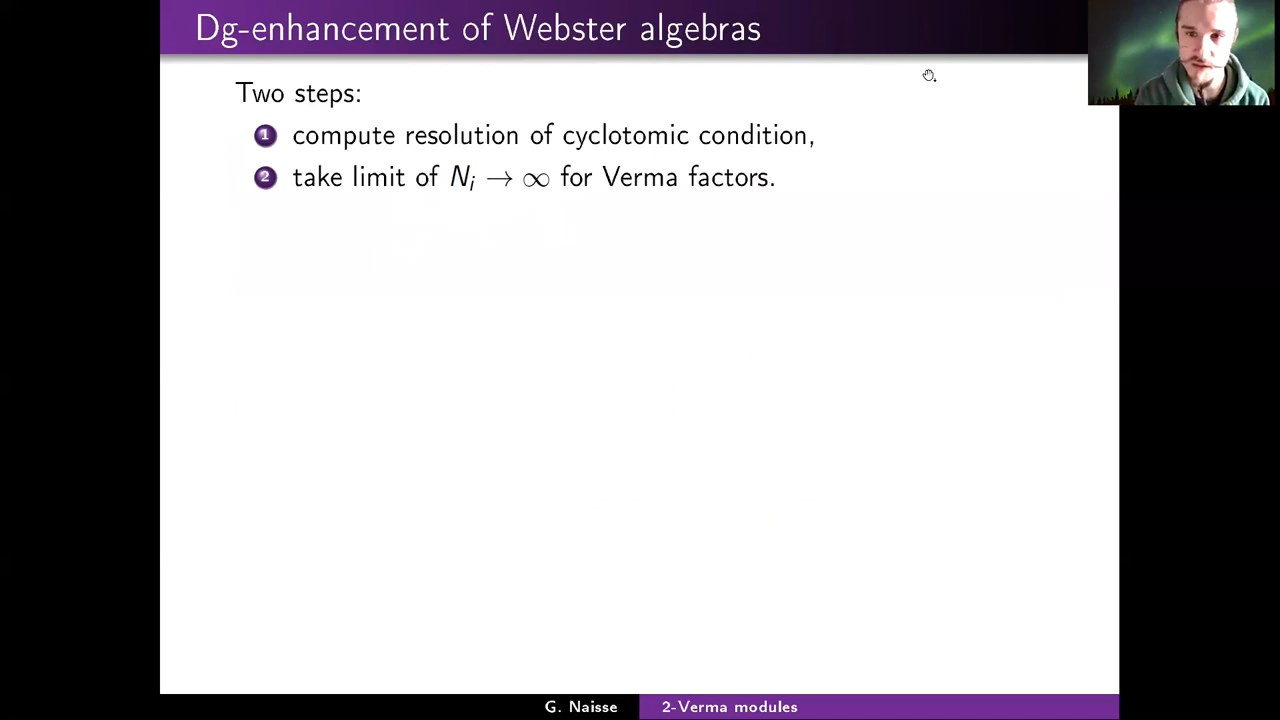 Dg-enhancement of Webster algebras
Two steps:
1 compute resolution of cyclotomic condition,
2 take limit of N_i → ∞ for Verma factors.
G. Naisse 2-Verma modules